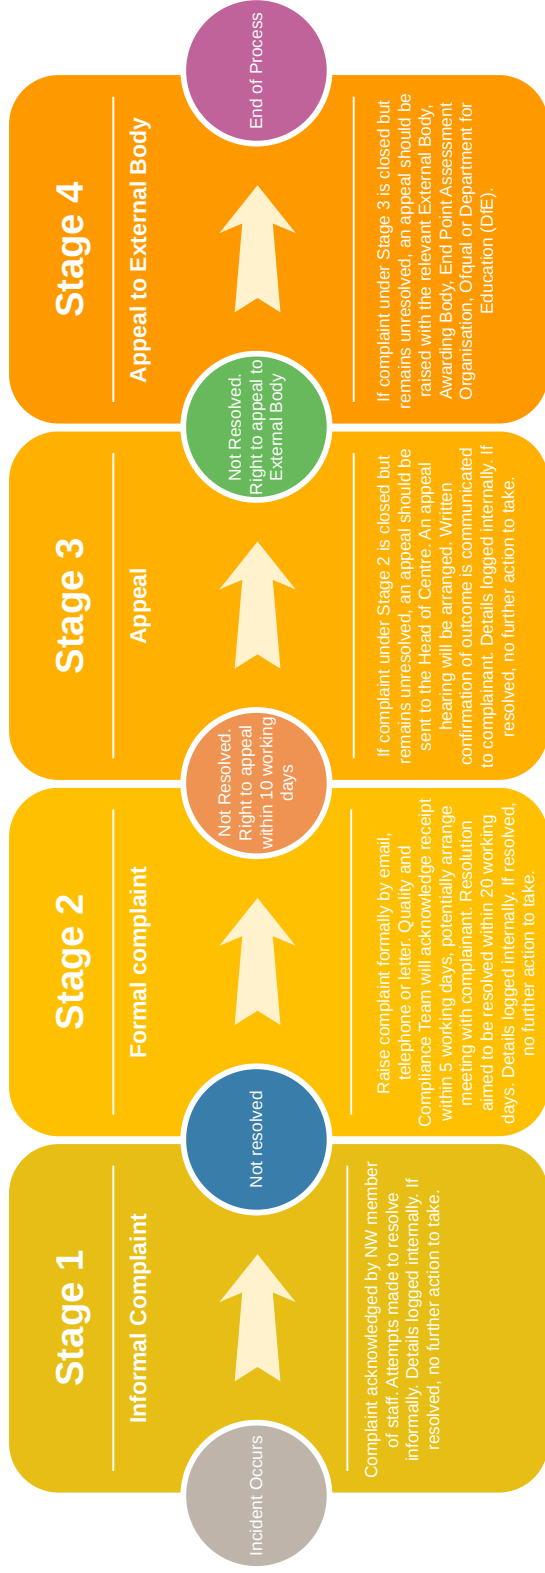 Incident Occurs
Stage 1
Informal Complaint
Complaint acknowledged by NW member
of staff. Attempts made to resolve
informally. Details logged internally. If
resolved, no further action to take.
Not resolved
Stage 2
Formal complaint
Raise complaint formally by email,
telephone or letter. Quality and
Compliance Team will acknowledge receipt
within 5 working days, potentially arrange
meeting with complainant. Resolution
aimed to be resolved within 20 working
days. Details logged internally. If resolved,
no further action to take.
Not Resolved.
Right to appeal
within 10 working
days
Stage 3
Appeal
If complaint under Stage 2 is closed but
remains unresolved, an appeal should be
sent to the Head of Centre. An appeal
hearing will be arranged. Written
confirmation of outcome is communicated
to complainant. Details logged internally. If
resolved, no further action to take.
Not Resolved.
Right to appeal to
External Body
Stage 4
Appeal to External Body
If complaint under Stage 3 is closed but
remains unresolved, an appeal should be
raised with the relevant External Body,
Awarding Body, End Point Assessment
Organisation, Ofqual or Department for
Education (DfE).
End of Process